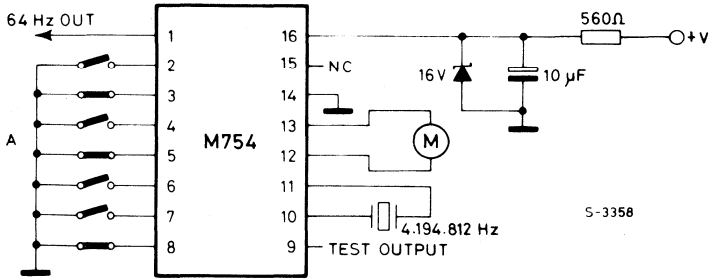 64 Hz OUT
560Ω
+V
1
16
2
15
NC
16V
10 µF
3
14
4
13
A
M754
M
5
12
6
11
7
10
4.194.812 Hz
S-3358
8
9
TEST OUTPUT